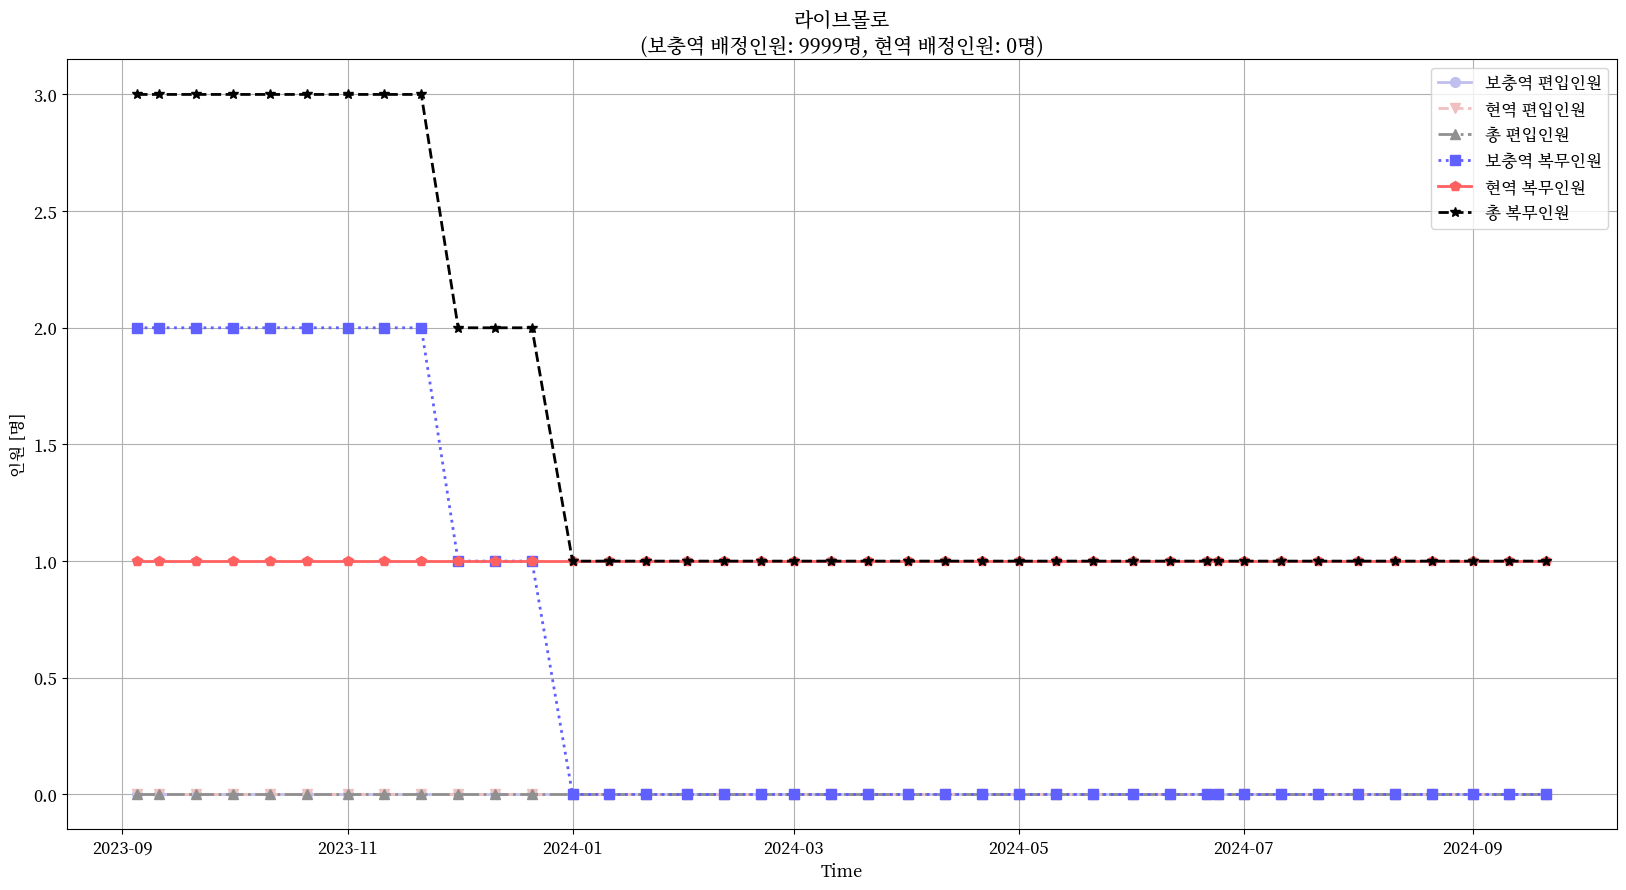 라이브몰로
(보충역 배정인원: 9999명, 현역 배정인원: 0명)
보충역 편입인원
현역 편입인원
총 편입인원
보충역 복무인원
현역 복무인원
총 복무인원
인원 [명]
3.0
2.5
2.0
1.5
1.0
0.5
0.0
2023-09
2023-11
2024-01
2024-03
2024-05
2024-07
2024-09
Time